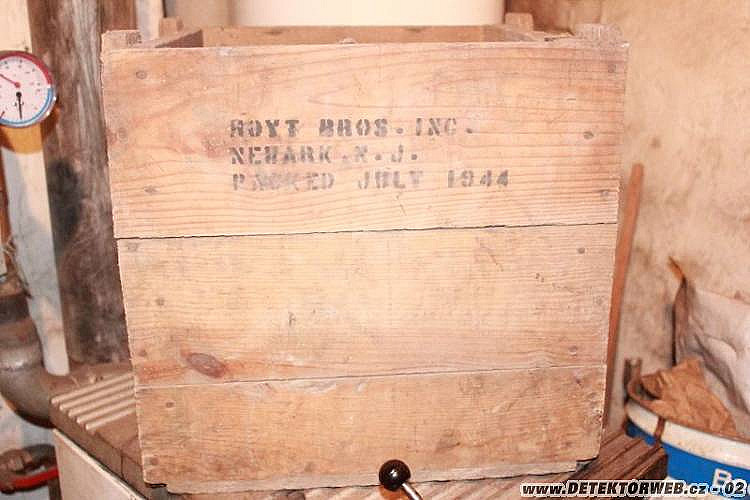 HOYT BROS. INC.
NEWARK. N. J.
PACKED JULY 1944
B
www.DETEKTORWEB.cz - 02